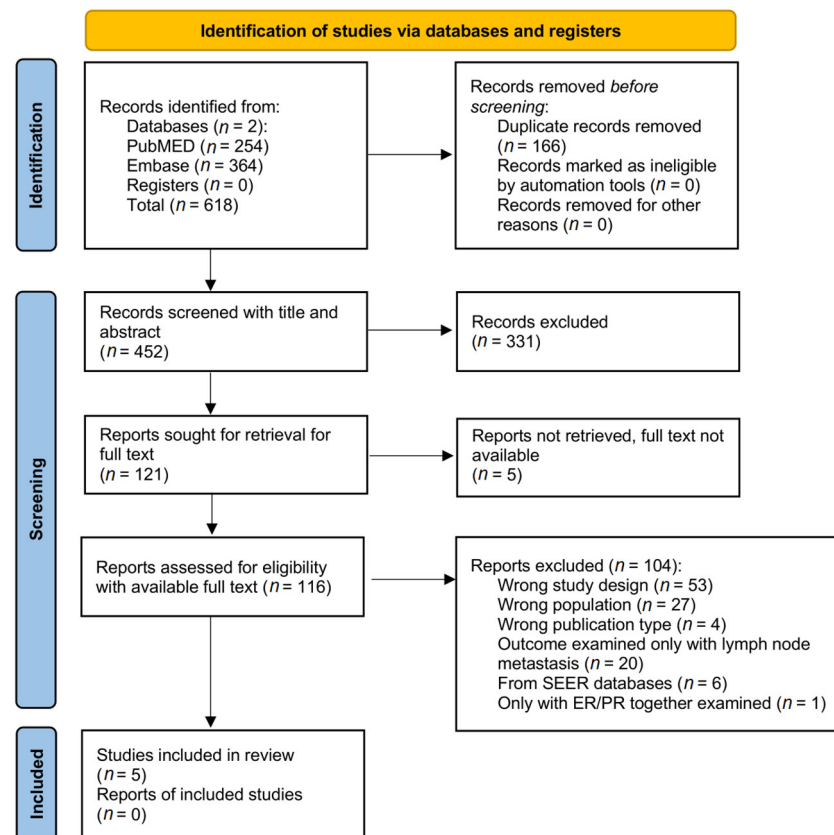 Identification of studies via databases and registers
Identification
Records identified from:
Databases (n = 2):
PubMED (n = 254)
Embase (n = 364)
Registers (n = 0)
Total (n = 618)
Records removed before
screening:
Duplicate records removed
(n = 166)
Records marked as ineligible
by automation tools (n = 0)
Records removed for other
reasons (n = 0)
Screening
Records screened with title and
abstract
(n = 452)
Records excluded
(n = 331)
Reports sought for retrieval for
full text
(n = 121)
Reports not retrieved, full text not
available
(n = 5)
Reports assessed for eligibility
with available full text (n = 116)
Reports excluded (n = 104):
Wrong study design (n = 53)
Wrong population (n = 27)
Wrong publication type (n = 4)
Outcome examined only with lymph node
metastasis (n = 20)
From SEER databases (n = 6)
Only with ER/PR together examined (n = 1)
Included
Studies included in review
(n = 5)
Reports of included studies
(n = 0)